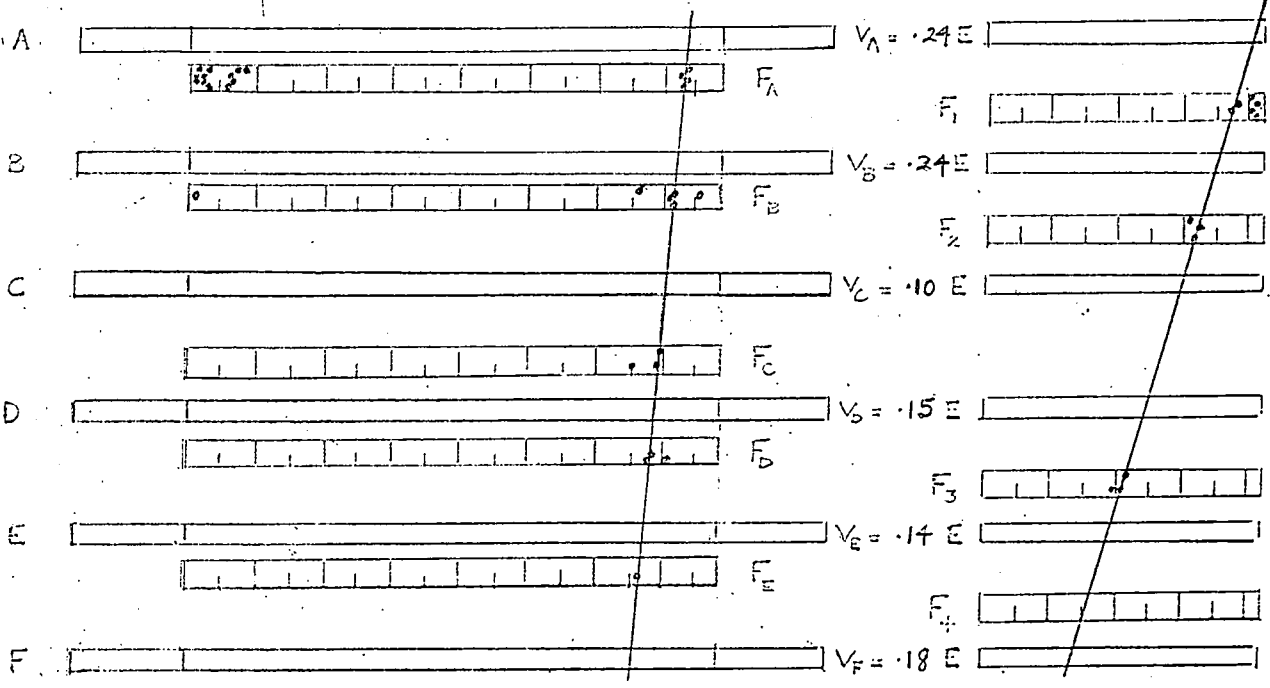 A. V_A = .24 E
F_A
F_1
B V_B = .24 E
F_B
F_2
C V_C = .10 E
F_C
D V_D = .15 E
F_D
F_3
E V_E = .14 E
F_E
F_4
F V_F = .18 E